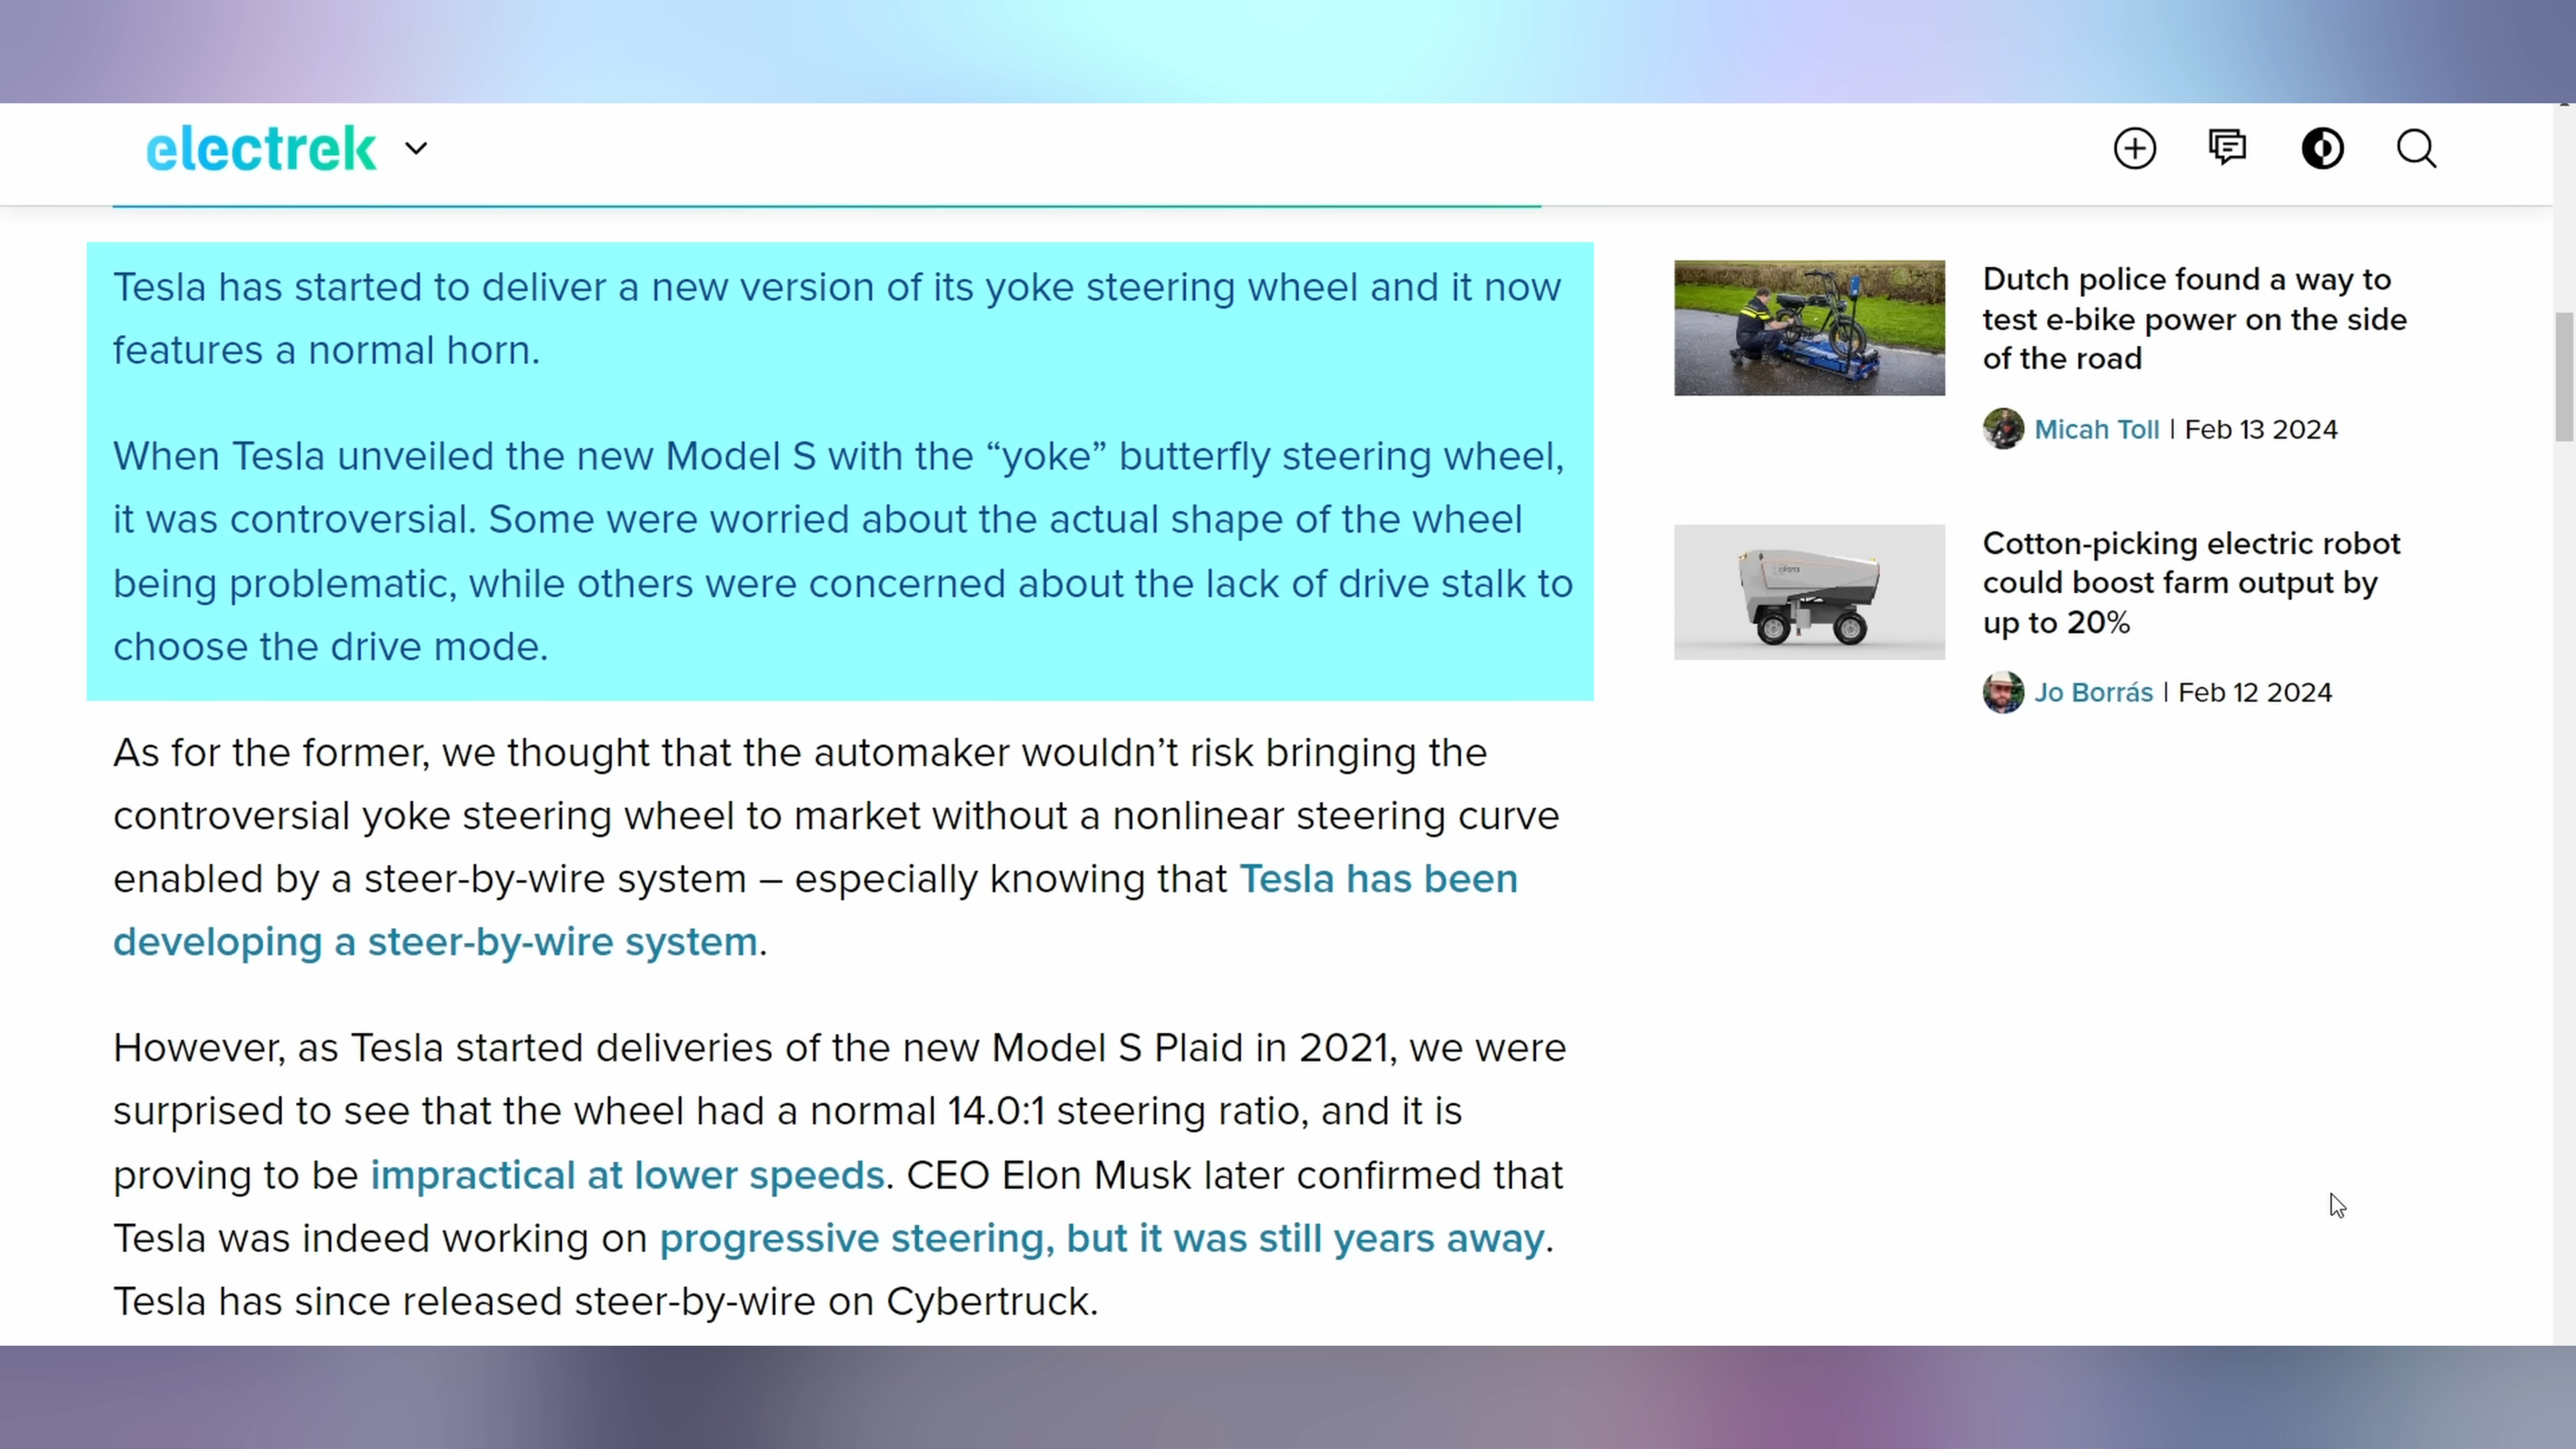 electrek
Tesla has started to deliver a new version of its yoke steering wheel and it now
features a normal horn.
When Tesla unveiled the new Model S with the “yoke” butterfly steering wheel,
it was controversial. Some were worried about the actual shape of the wheel
being problematic, while others were concerned about the lack of drive stalk to
choose the drive mode.
As for the former, we thought that the automaker wouldn’t risk bringing the
controversial yoke steering wheel to market without a nonlinear steering curve
enabled by a steer-by-wire system – especially knowing that Tesla has been
developing a steer-by-wire system.
However, as Tesla started deliveries of the new Model S Plaid in 2021, we were
surprised to see that the wheel had a normal 14.0:1 steering ratio, and it is
proving to be impractical at lower speeds. CEO Elon Musk later confirmed that
Tesla was indeed working on progressive steering, but it was still years away.
Tesla has since released steer-by-wire on Cybertruck.
Dutch police found a way to
test e-bike power on the side
of the road
Micah Toll | Feb 13 2024
Cotton-picking electric robot
could boost farm output by
up to 20%
Jo Borrás | Feb 12 2024